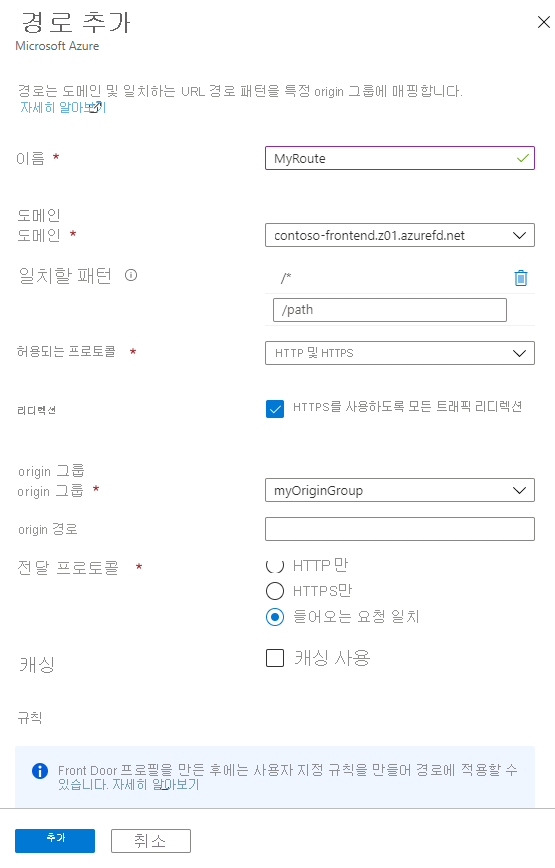 경로 추가
Microsoft Azure
경로는 도메인 및 일치하는 URL 경로 패턴을 특정 origin 그룹에 매핑합니다.
자세히 알아보기
이름 * MyRoute
도메인
도메인 * contoso-frontend.z01.azurefd.net
일치할 패턴 /*
/path
허용되는 프로토콜 * HTTP 및 HTTPS
리디렉션 HTTPS를 사용하도록 모든 트래픽 리디렉션
origin 그룹
origin 그룹 * myOriginGroup
origin 경로
전달 프로토콜 * HTTP만
HTTPS만
들어오는 요청 일치
캐싱 캐싱 사용
규칙
Front Door 프로필을 만든 후에는 사용자 지정 규칙을 만들어 경로에 적용할 수
있습니다. 자세히 알아보기
추가 취소